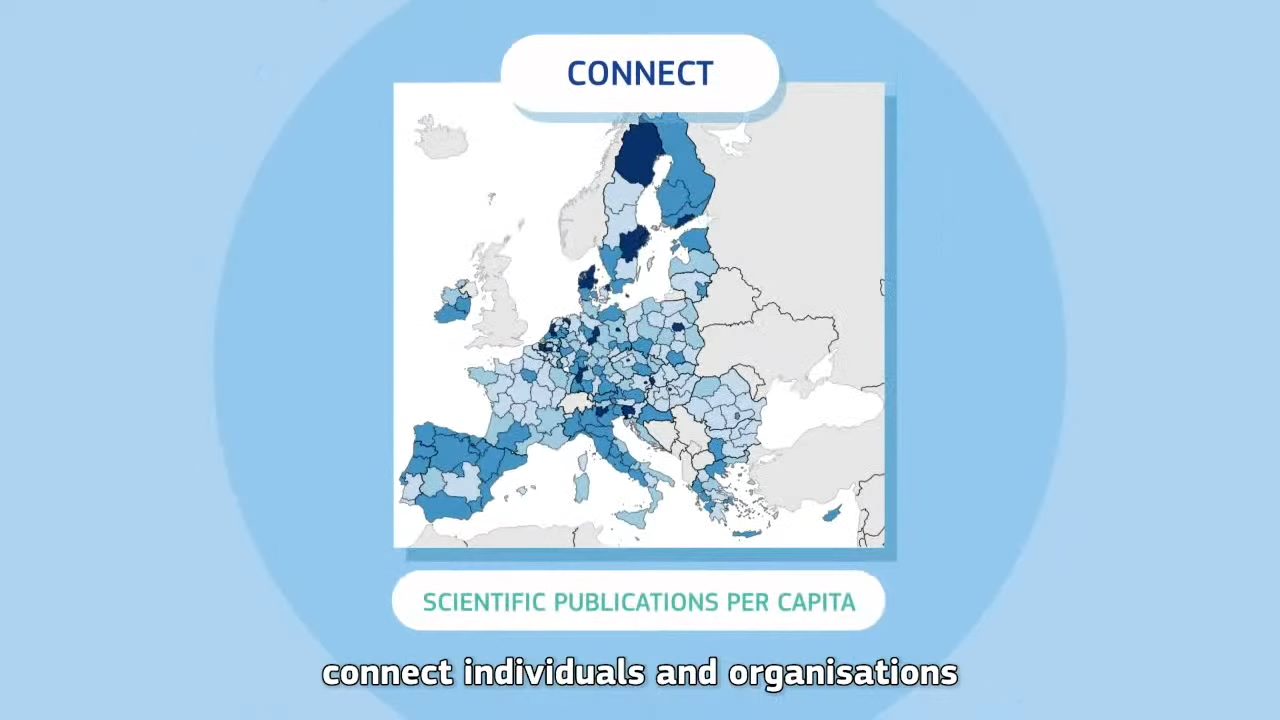 CONNECT
SCIENTIFIC PUBLICATIONS PER CAPITA
connect individuals and organisations